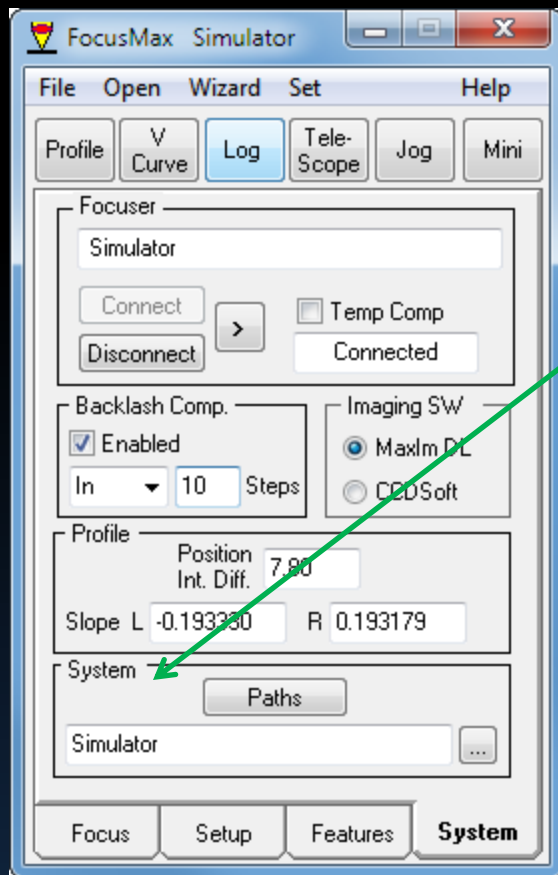 FocusMax Simulator
File Open Wizard Set Help
Profile V Curve Log Tele-Scope Jog Mini
Focuser
Simulator
Connect > Temp Comp
Disconnect Connected
Backlash Comp. Imaging SW
Enabled MaxIm DL
In 10 Steps CCDSoft
Profile
Position Int. Diff. 7.80
Slope L -0.193330 R 0.193179
System
Paths
Simulator ...
Focus Setup Features System